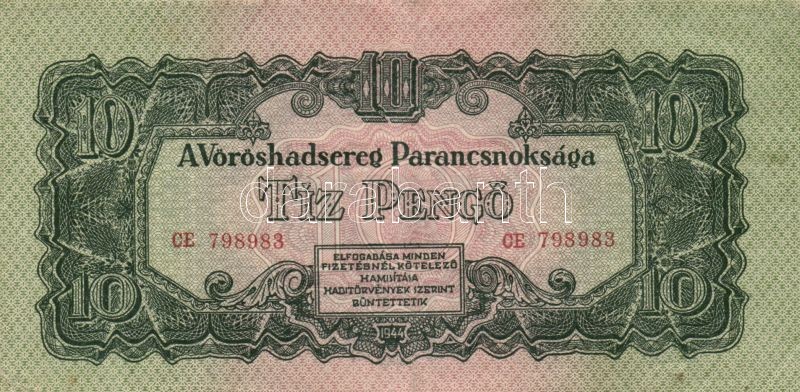 10
10 10
A Vöröshadsereg Parancsnoksága
Tíz Pengő
darabanth
CE 798983 CE 798983
ELFOGADÁSA MINDEN
FIZETÉSNÉL KÖTELEZŐ
HAMISÍTÁSA
HADITÖRVÉNYEK SZERINT
BÜNTETTETIK
10 10
1944